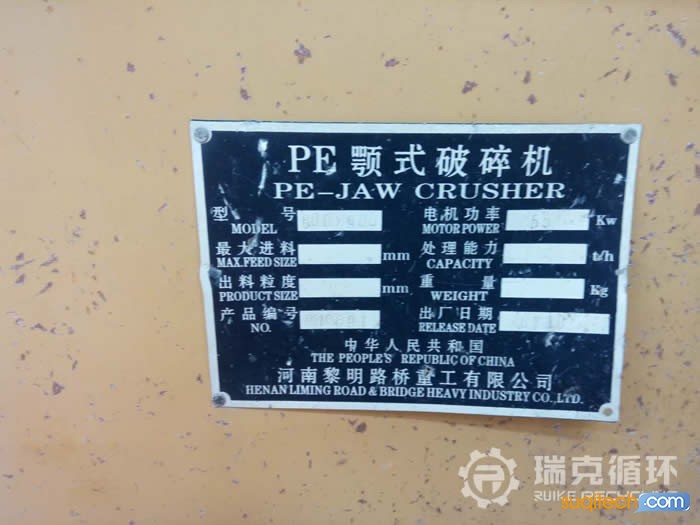 PE 颚式破碎机
PE-JAW CRUSHER
型 号 MODEL 电机功率 MOTOR POWER 55 Kw
最大进料 MAX.FEED SIZE mm 处理能力 CAPACITY t/h
出料粒度 PRODUCT SIZE mm 重 量 WEIGHT Kg
产品编号 NO. 出厂日期 RELEASE DATE
中华人民共和国
THE PEOPLE'S REPUBLIC OF CHINA
河南黎明路桥重工有限公司
HENAN LIMING ROAD & BRIDGE HEAVY INDUSTRY CO.,LTD.
瑞克循环
RUIKE RECYCLING